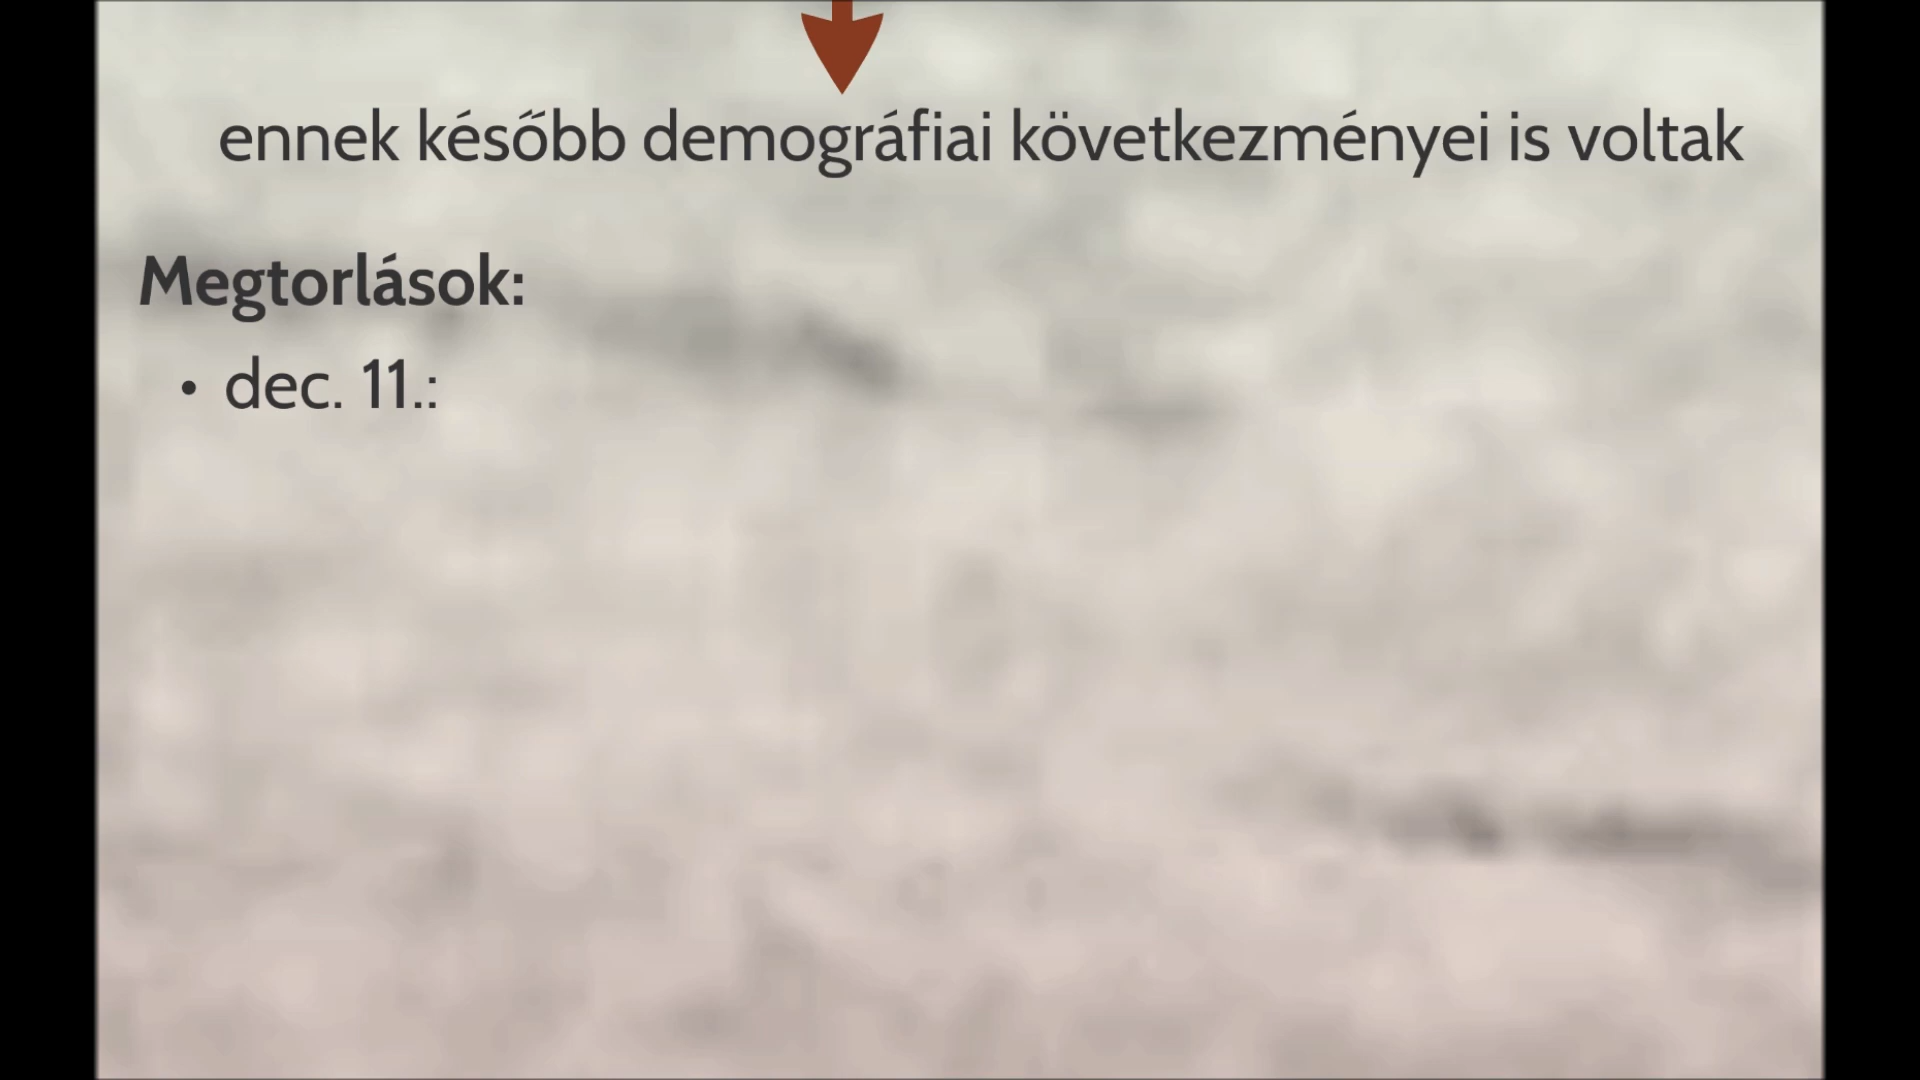 ennek később demográfiai következményei is voltak
Megtorlások:
• dec. 11.: